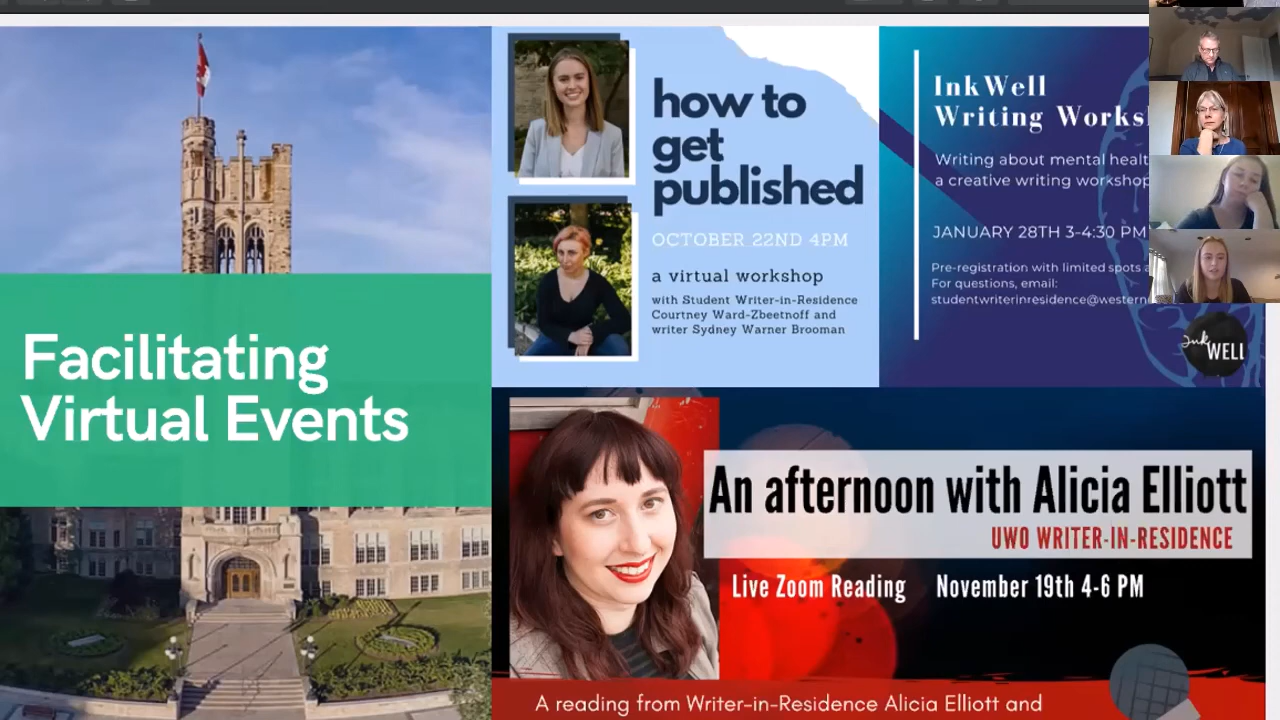 Facilitating
Virtual Events
how to
get
published
OCTOBER 22ND 4PM
a virtual workshop
with Student Writer-in-Residence
Courtney Ward-Zbeetnoff and
writer Sydney Warner Brooman
InkWell
Writing Works
Writing about mental healt
a creative writing workshop
JANUARY 28TH 3-4:30 PM
Pre-registration with limited spots a
For questions, email:
studentwriterinresidence@western
Ink
WELL
An afternoon with Alicia Elliott
UWO WRITER-IN-RESIDENCE
Live Zoom Reading November 19th 4-6 PM
A reading from Writer-in-Residence Alicia Elliott and